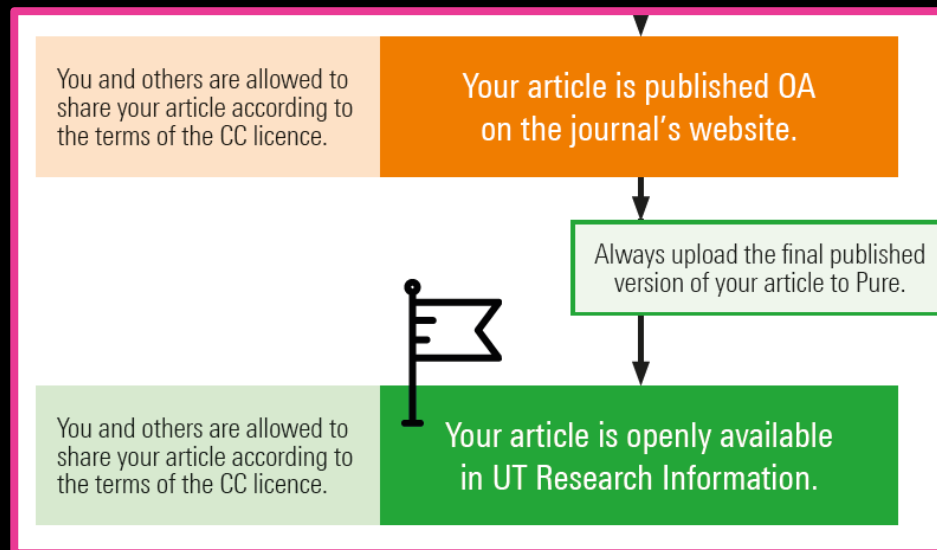 You and others are allowed to
share your article according to
the terms of the CC licence.
Your article is published OA
on the journal's website.
Always upload the final published
version of your article to Pure.
You and others are allowed to
share your article according to
the terms of the CC licence.
Your article is openly available
in UT Research Information.